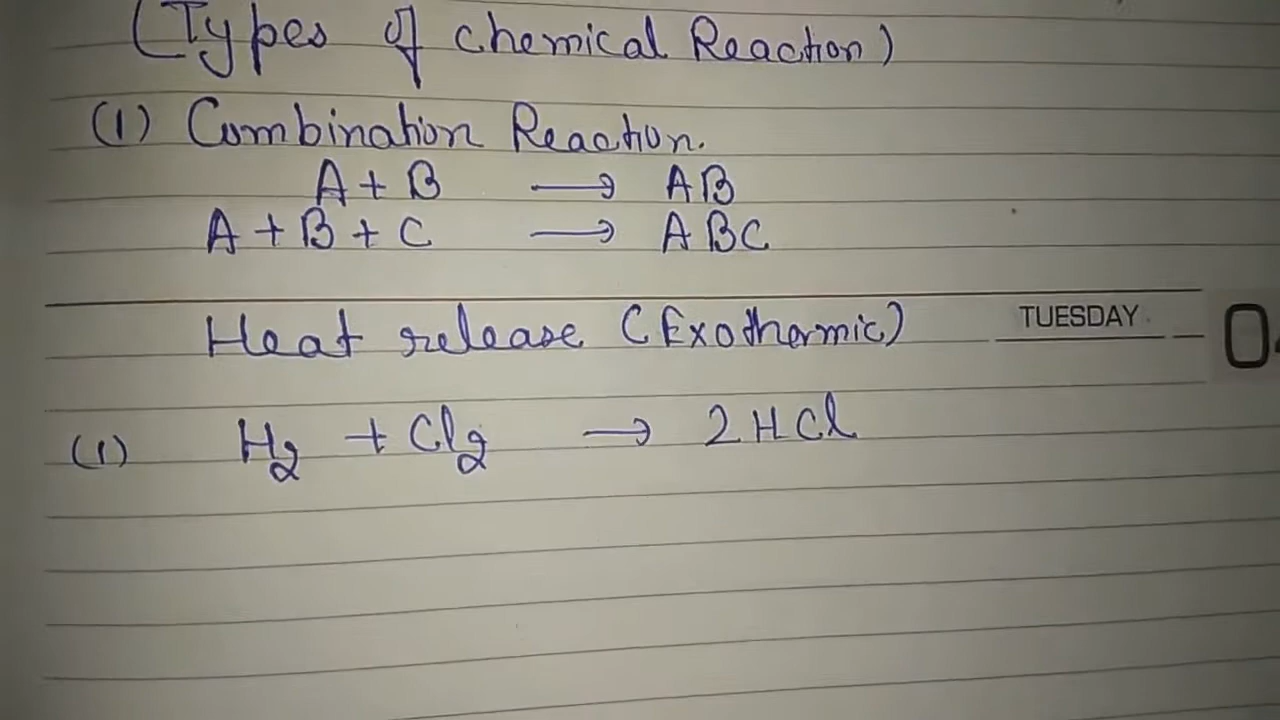 (Types of chemical Reaction)
(1) Combination Reaction.
A + B → AB
A + B + C → ABC
Heat release (Exothermic)
TUESDAY
(1) H2 + Cl2 → 2HCl